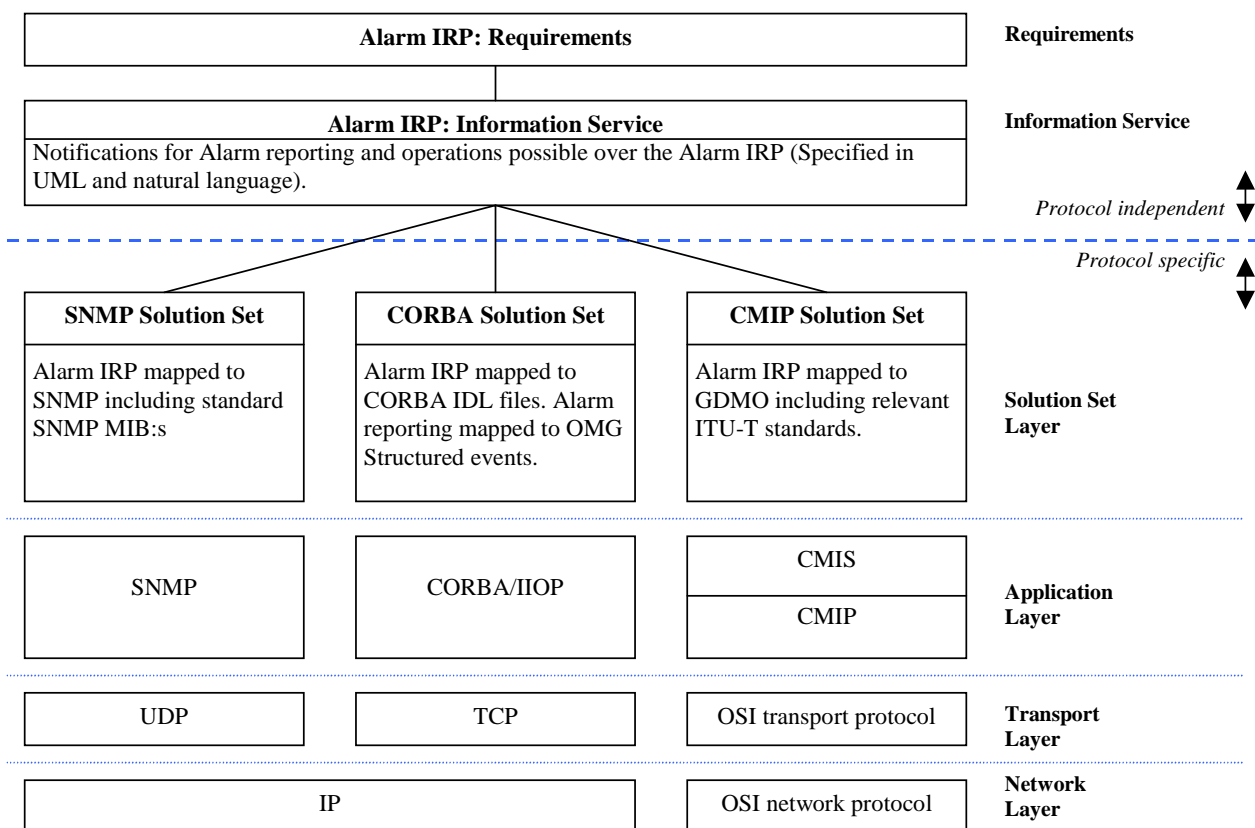 Alarm IRP: Requirements
Requirements
Alarm IRP: Information Service
Information Service
Notifications for Alarm reporting and operations possible over the Alarm IRP (Specified in
UML and natural language).
Protocol independent
Protocol specific
SNMP Solution Set
Alarm IRP mapped to
SNMP including standard
SNMP MIB:s
CORBA Solution Set
Alarm IRP mapped to
CORBA IDL files. Alarm
reporting mapped to OMG
Structured events.
CMIP Solution Set
Alarm IRP mapped to
GDMO including relevant
ITU-T standards.
Solution Set
Layer
SNMP
CORBA/IIOP
CMIS
CMIP
Application
Layer
UDP
TCP
OSI transport protocol
Transport
Layer
IP
OSI network protocol
Network
Layer